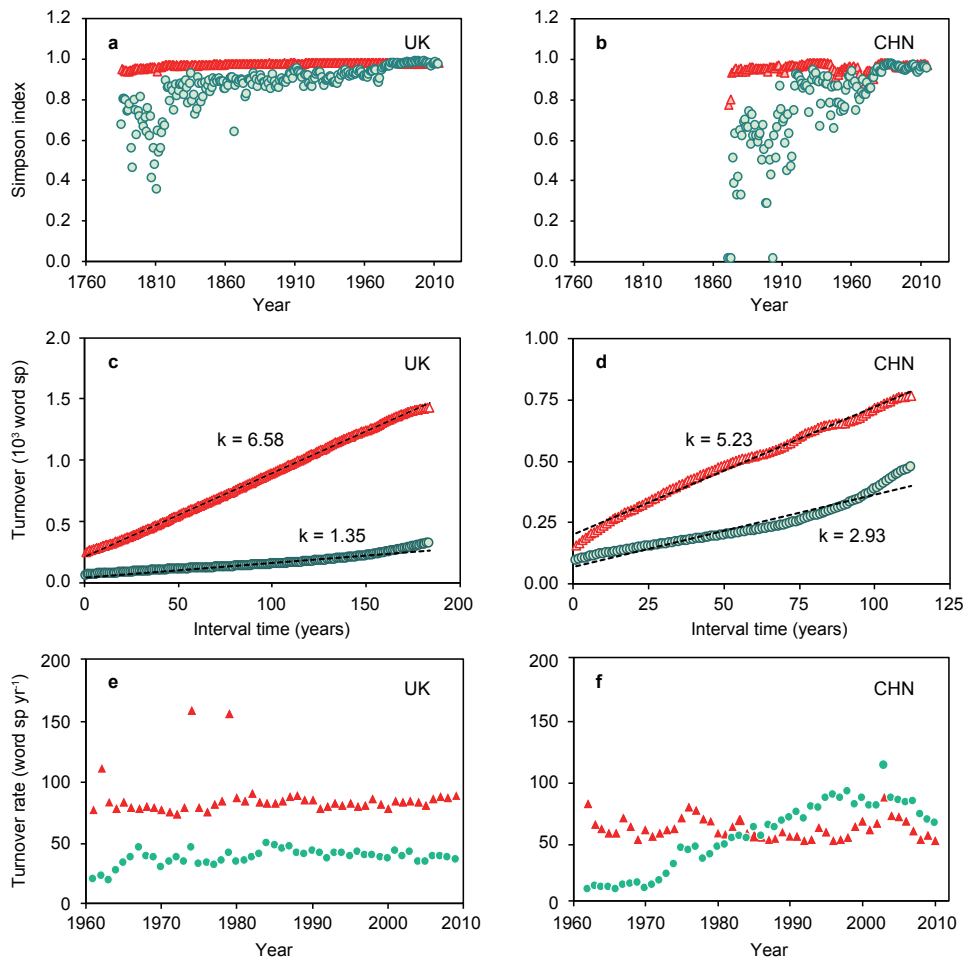 a UK
1.2
1.0
0.8
0.6
0.4
0.2
0.0
Simpson index
1760 1810 1860 1910 1960 2010
Year
b CHN
1.2
1.0
0.8
0.6
0.4
0.2
0.0
1760 1810 1860 1910 1960 2010
Year
c UK
2.0
1.5
1.0
0.5
0.0
Turnover (10³ word sp)
k = 6.58
k = 1.35
0 50 100 150 200
Interval time (years)
d CHN
1.00
0.75
0.50
0.25
0.00
k = 5.23
k = 2.93
0 25 50 75 100 125
Interval time (years)
e UK
200
150
100
50
0
Turnover rate (word sp yr⁻¹)
1960 1970 1980 1990 2000 2010
Year
f CHN
200
150
100
50
0
1960 1970 1980 1990 2000 2010
Year